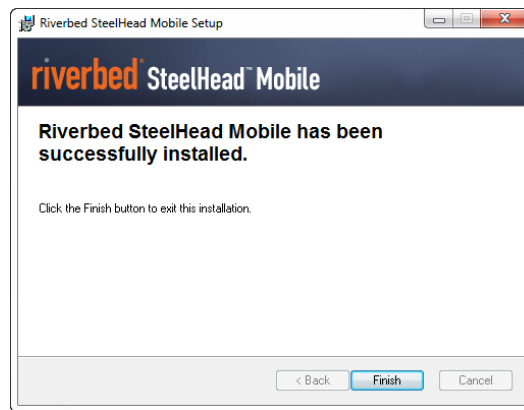 Riverbed SteelHead Mobile Setup
riverbed® SteelHead™ Mobile
Riverbed SteelHead Mobile has been
successfully installed.
Click the Finish button to exit this installation.
< Back Finish Cancel